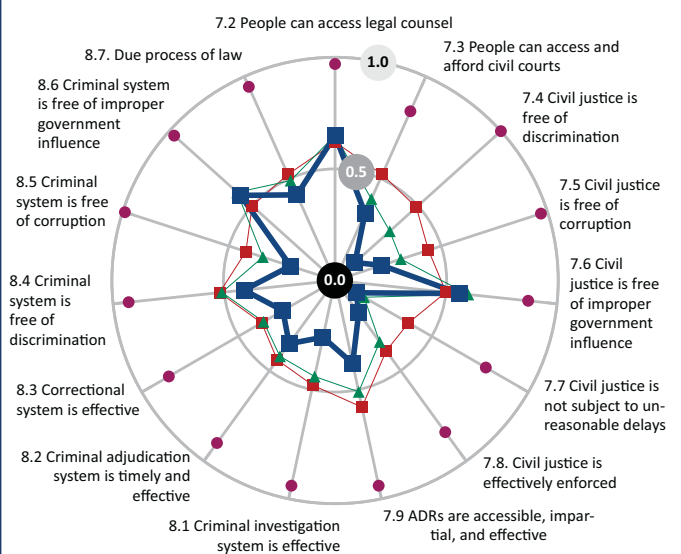 7.2 People can access legal counsel
7.3 People can access and
afford civil courts
7.4 Civil justice is
free of
discrimination
7.5 Civil justice
is free of
corruption
7.6 Civil
justice is free
of improper
government
influence
7.7 Civil justice is
not subject to un-
reasonable delays
7.8. Civil justice is
effectively enforced
7.9 ADRs are accessible, impar-
tial, and effective
8.1 Criminal investigation
system is effective
8.2 Criminal adjudication
system is timely and
effective
8.3 Correctional
system is effective
8.4 Criminal
system is
free of
discrimination
8.5 Criminal
system is free
of corruption
8.6 Criminal system
is free of improper
government
influence
8.7. Due process of law
1.0
0.5
0.0